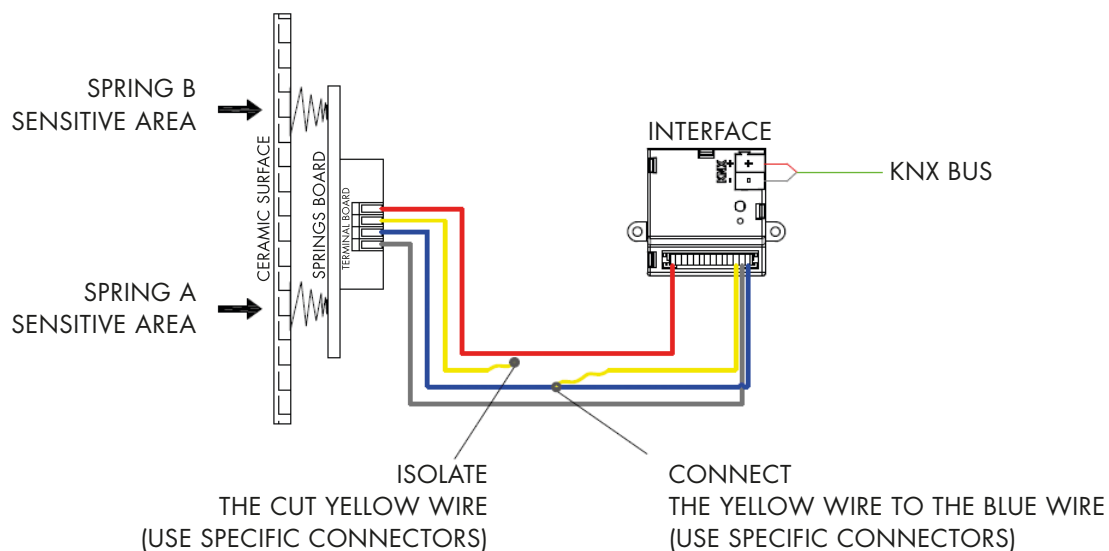 SPRING B
SENSITIVE AREA
CERAMIC SURFACE
SPRINGS BOARD
TERMINAL BOARD
INTERFACE
KNX
+
-
+
-
KNX BUS
SPRING A
SENSITIVE AREA
ISOLATE
THE CUT YELLOW WIRE
(USE SPECIFIC CONNECTORS)
CONNECT
THE YELLOW WIRE TO THE BLUE WIRE
(USE SPECIFIC CONNECTORS)